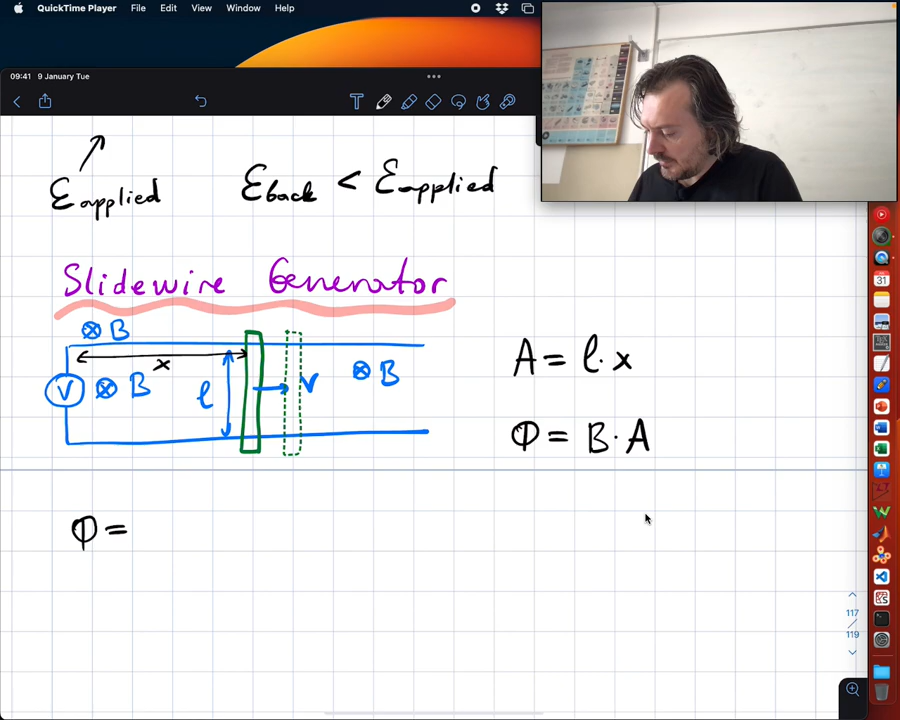 QuickTime Player File Edit View Window Help
09:41 9 January Tue
ℰapplied ℰback < ℰapplied
Slidewire Generator
⊗ B
x
V ⊗ B l v ⊗ B
A = l·x
Φ = B·A
Φ =
31
117
119